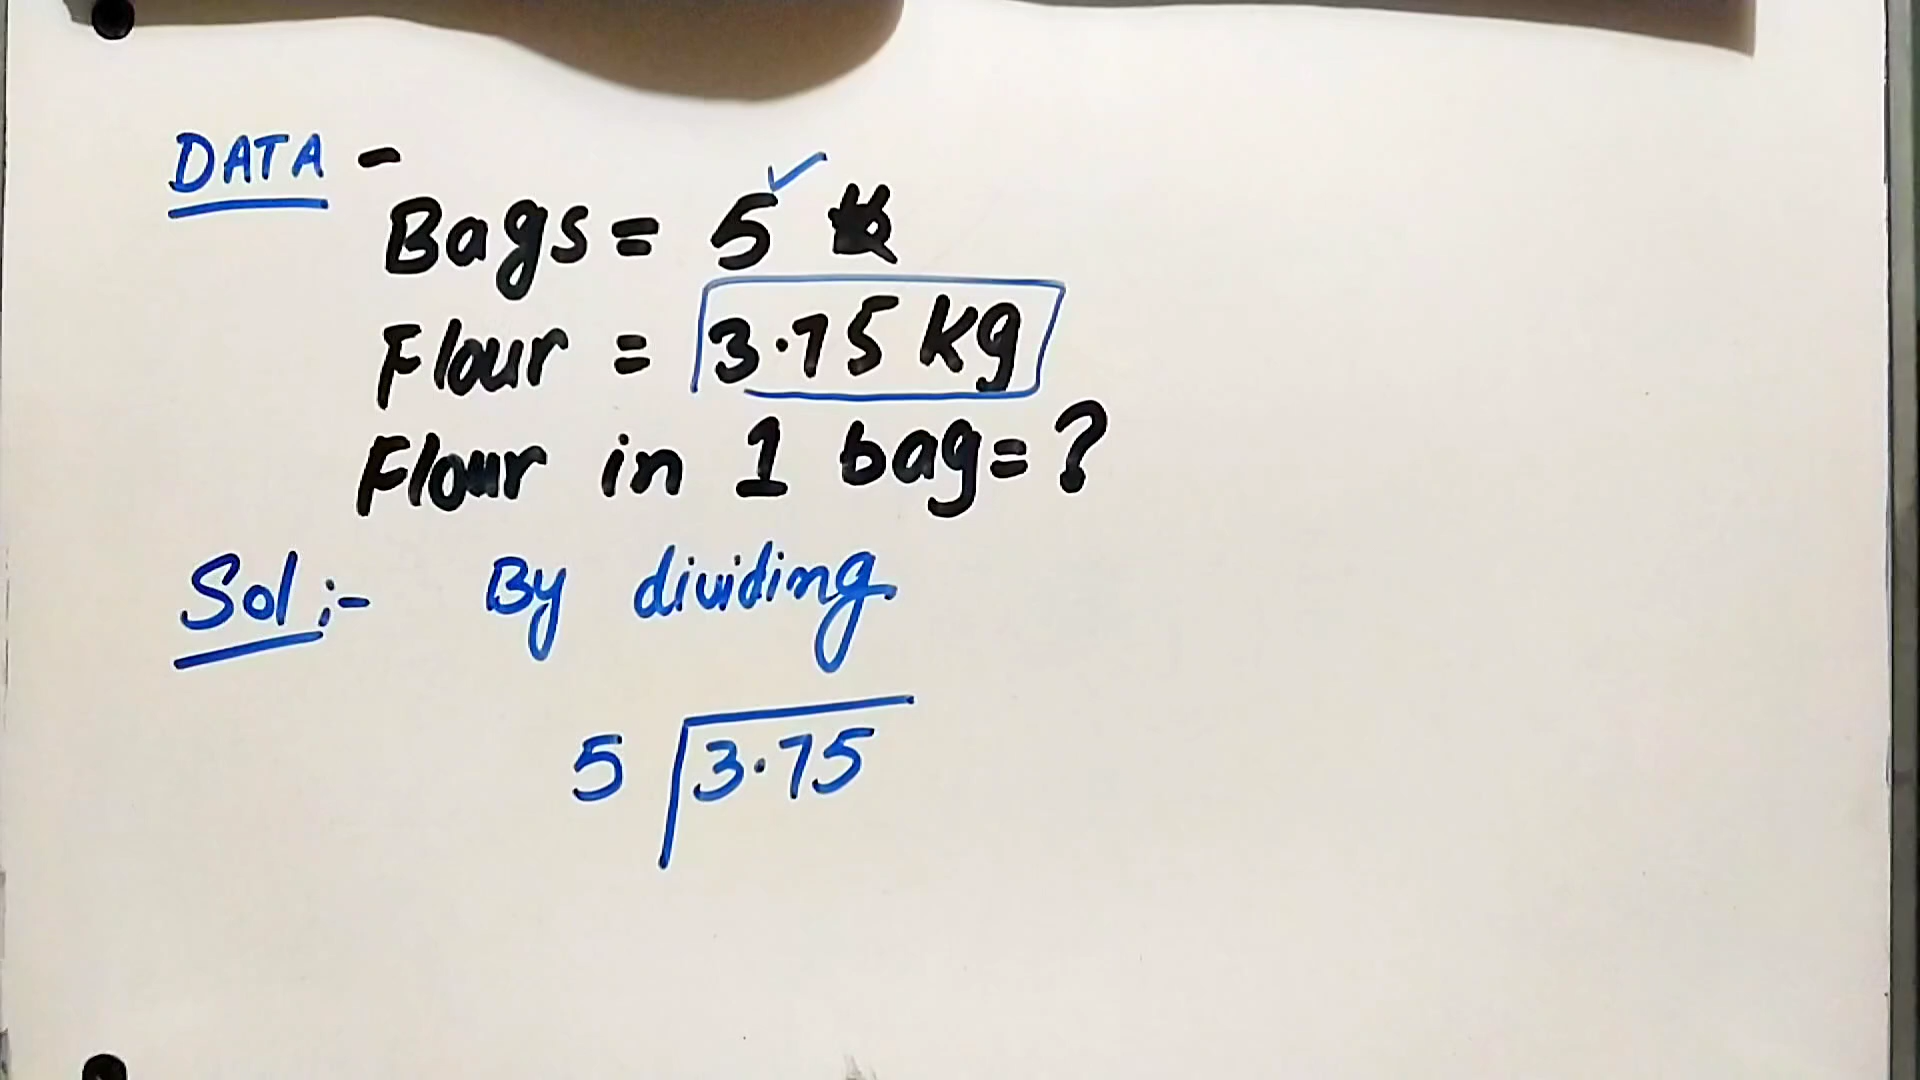 DATA -
Bags = 5
Flour = 3.75 kg
Flour in 1 bag = ?
Sol :- By dividing
5 3.75